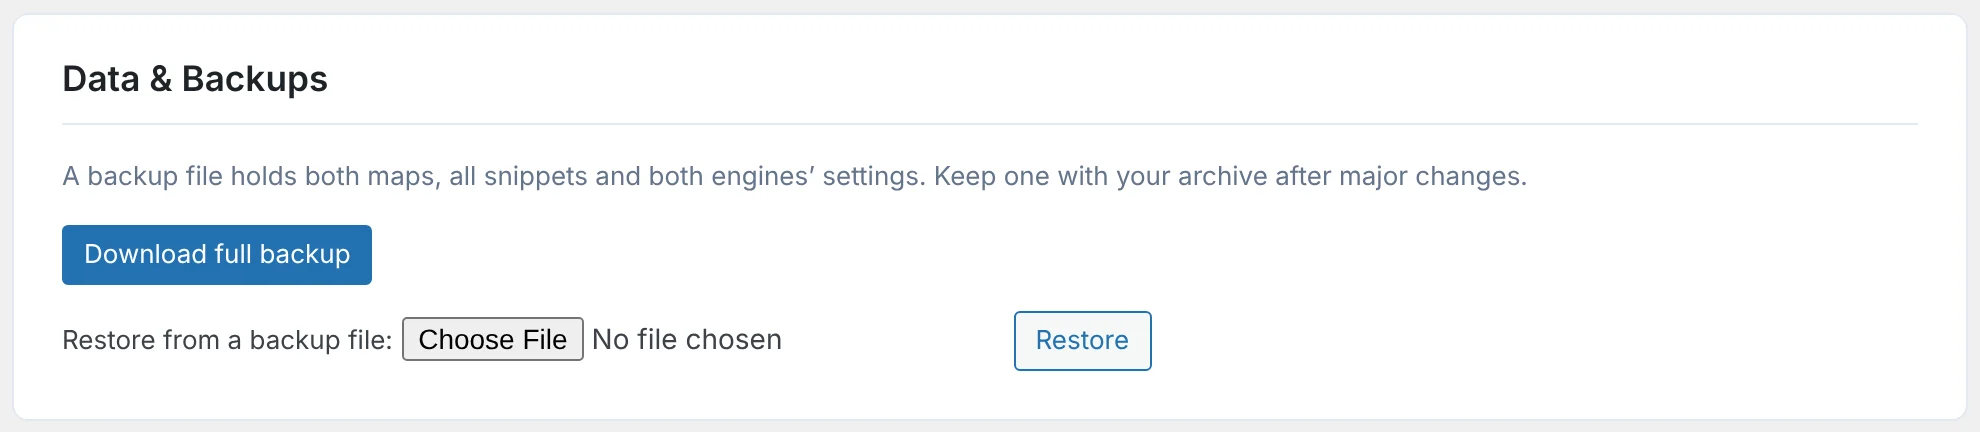 Data & Backups
A backup file holds both maps, all snippets and both engines’ settings. Keep one with your archive after major changes.
Download full backup
Restore from a backup file: Choose File No file chosen Restore